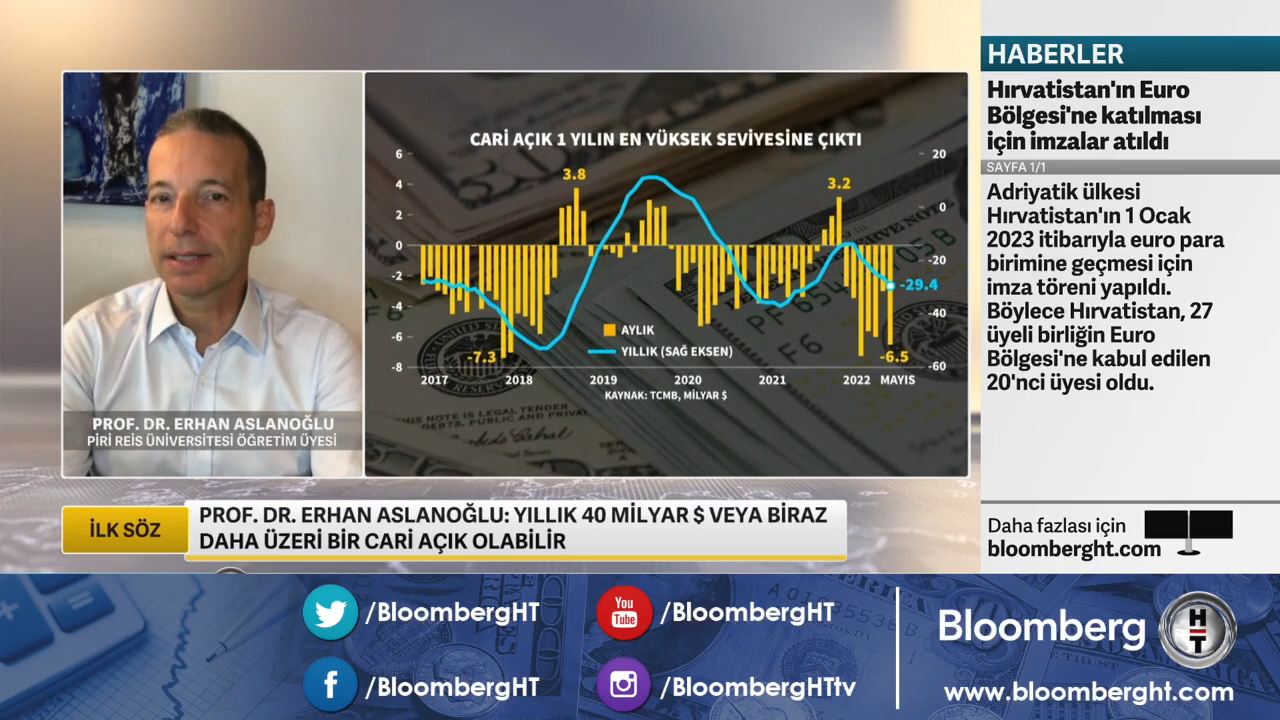 HABERLER
Hırvatistan'ın Euro
Bölgesi'ne katılması
için imzalar atıldı
SAYFA 1/1
Adriyatik ülkesi
Hırvatistan'ın 1 Ocak
2023 itibarıyla euro para
birimine geçmesi için
imza töreni yapıldı.
Böylece Hırvatistan, 27
üyeli birliğin Euro
Bölgesi'ne kabul edilen
20'nci üyesi oldu.
Daha fazlası için
bloomberght.com
CARİ AÇIK 1 YILIN EN YÜKSEK SEVİYESİNE ÇIKTI
6
4
2
0
-2
-4
-6
-8
20
0
-20
-40
-60
3.8
3.2
-7.3
-29.4
-6.5
AYLIK
YILLIK (SAĞ EKSEN)
2017 2018 2019 2020 2021 2022 MAYIS
KAYNAK: TCMB, MİLYAR $
PROF. DR. ERHAN ASLANOĞLU
PİRİ REİS ÜNİVERSİTESİ ÖĞRETİM ÜYESİ
İLK SÖZ
PROF. DR. ERHAN ASLANOĞLU: YILLIK 40 MİLYAR $ VEYA BİRAZ
DAHA ÜZERİ BİR CARİ AÇIK OLABİLİR
/BloombergHT
You
Tube
/BloombergHT
/BloombergHT
/BloombergHTtv
Bloomberg HT
www.bloomberght.com